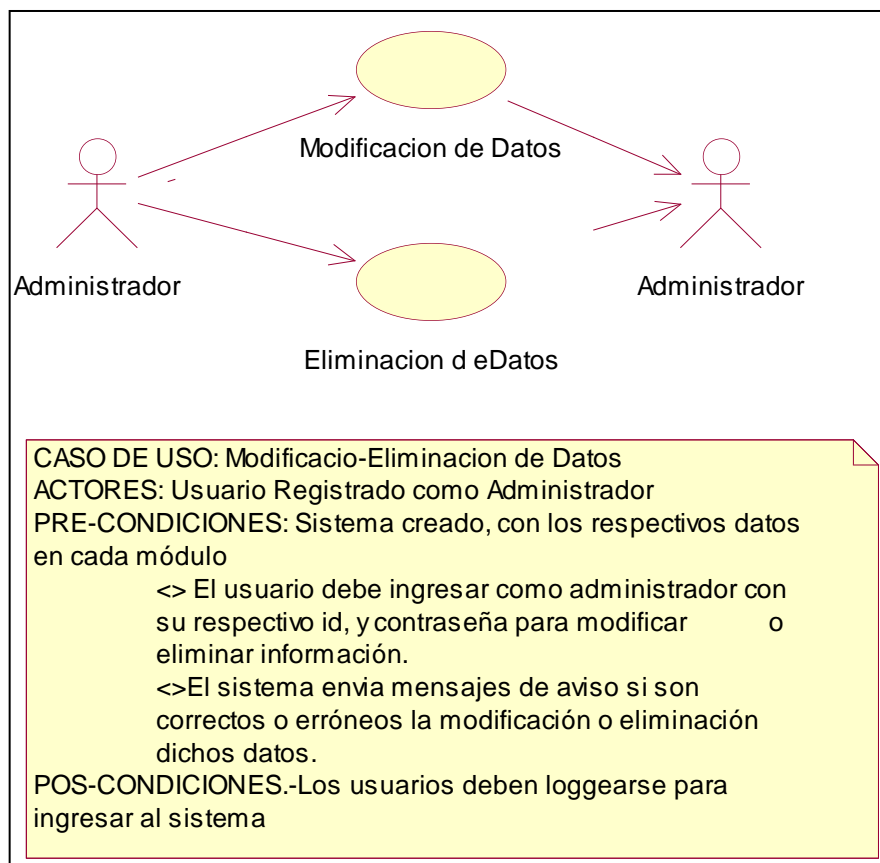 Modificacion de Datos
Administrador
Administrador
Eliminacion d eDatos
CASO DE USO: Modificacio-Eliminacion de Datos
ACTORES: Usuario Registrado como Administrador
PRE-CONDICIONES: Sistema creado, con los respectivos datos
en cada módulo
<> El usuario debe ingresar como administrador con
su respectivo id, y contraseña para modificar o
eliminar información.
<>El sistema envia mensajes de aviso si son
correctos o erróneos la modificación o eliminación
dichos datos.
POS-CONDICIONES.-Los usuarios deben loggearse para
ingresar al sistema